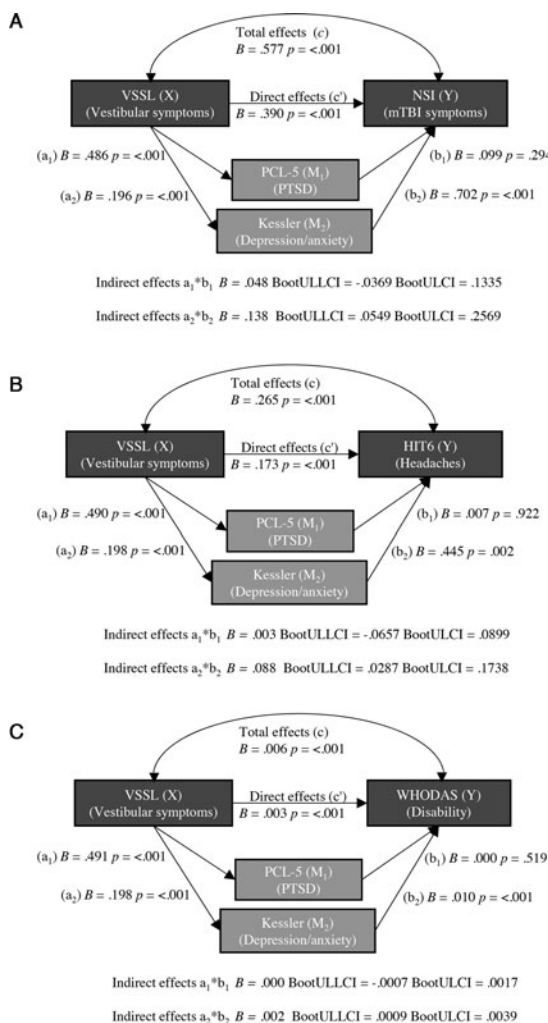 A
Total effects (c)
B = .577 p = <.001
VSSL (X)
(Vestibular symptoms)
Direct effects (c')
B = .390 p = <.001
NSI (Y)
(mTBI symptoms)
(a1) B = .486 p = <.001
(b1) B = .099 p = .294
PCL-5 (M1)
(PTSD)
(a2) B = .196 p = <.001
(b2) B = .702 p = <.001
Kessler (M2)
(Depression/anxiety)
Indirect effects a1*b1 B = .048 BootULLCI = -.0369 BootULCI = .1335
Indirect effects a2*b2 B = .138 BootULLCI = .0549 BootULCI = .2569
B
Total effects (c)
B = .265 p = <.001
VSSL (X)
(Vestibular symptoms)
Direct effects (c')
B = .173 p = <.001
HIT6 (Y)
(Headaches)
(a1) B = .490 p = <.001
(b1) B = .007 p = .922
PCL-5 (M1)
(PTSD)
(a2) B = .198 p = <.001
(b2) B = .445 p = .002
Kessler (M2)
(Depression/anxiety)
Indirect effects a1*b1 B = .003 BootULLCI = -.0657 BootULCI = .0899
Indirect effects a2*b2 B = .088 BootULLCI = .0287 BootULCI = .1738
C
Total effects (c)
B = .006 p = <.001
VSSL (X)
(Vestibular symptoms)
Direct effects (c')
B = .003 p = <.001
WHODAS (Y)
(Disability)
(a1) B = .491 p = <.001
(b1) B = .000 p = .519
PCL-5 (M1)
(PTSD)
(a2) B = .198 p = <.001
(b2) B = .010 p = <.001
Kessler (M2)
(Depression/anxiety)
Indirect effects a1*b1 B = .000 BootULLCI = -.0007 BootULCI = .0017
Indirect effects a2*b2 B = .002 BootULLCI = .0009 BootULCI = .0039